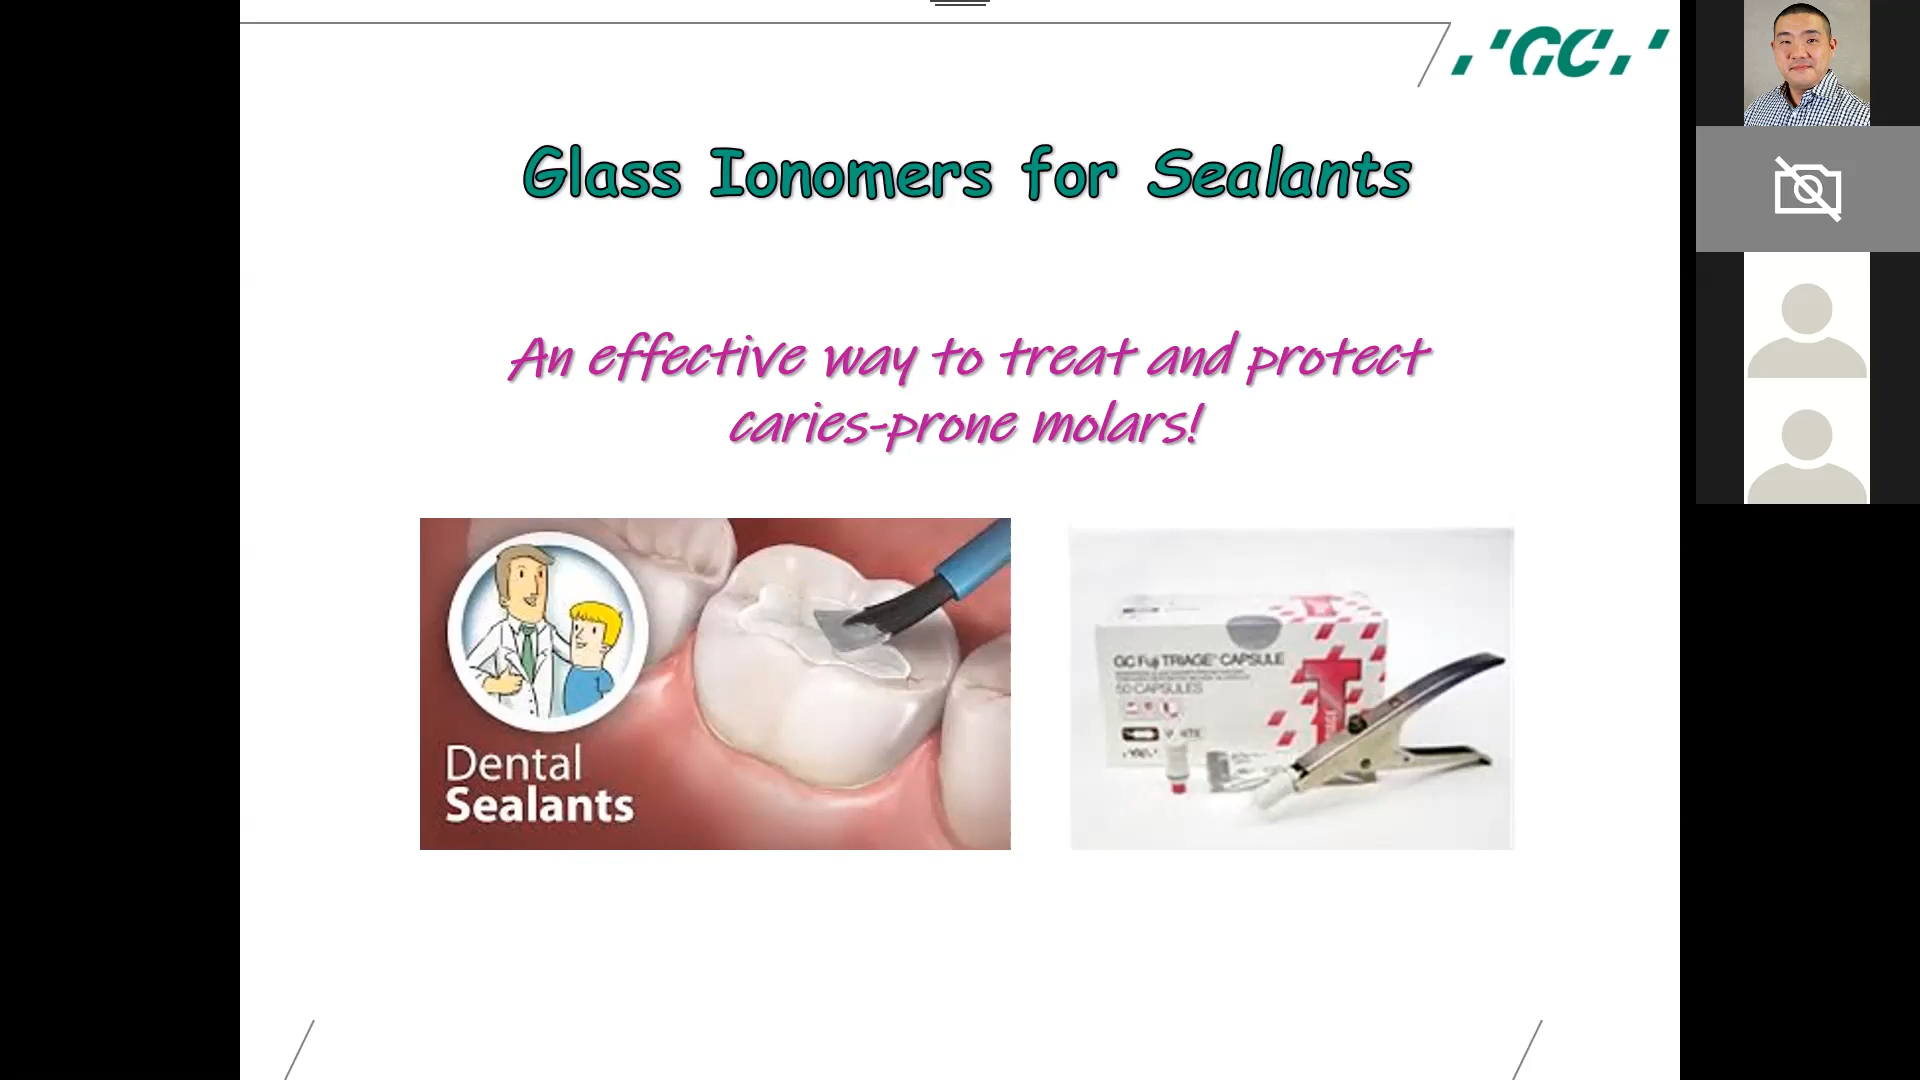 GC
Glass Ionomers for Sealants
An effective way to treat and protect
caries-prone molars!
Dental
Sealants
GC Fuji TRIAGE® CAPSULE
50 CAPSULES
T